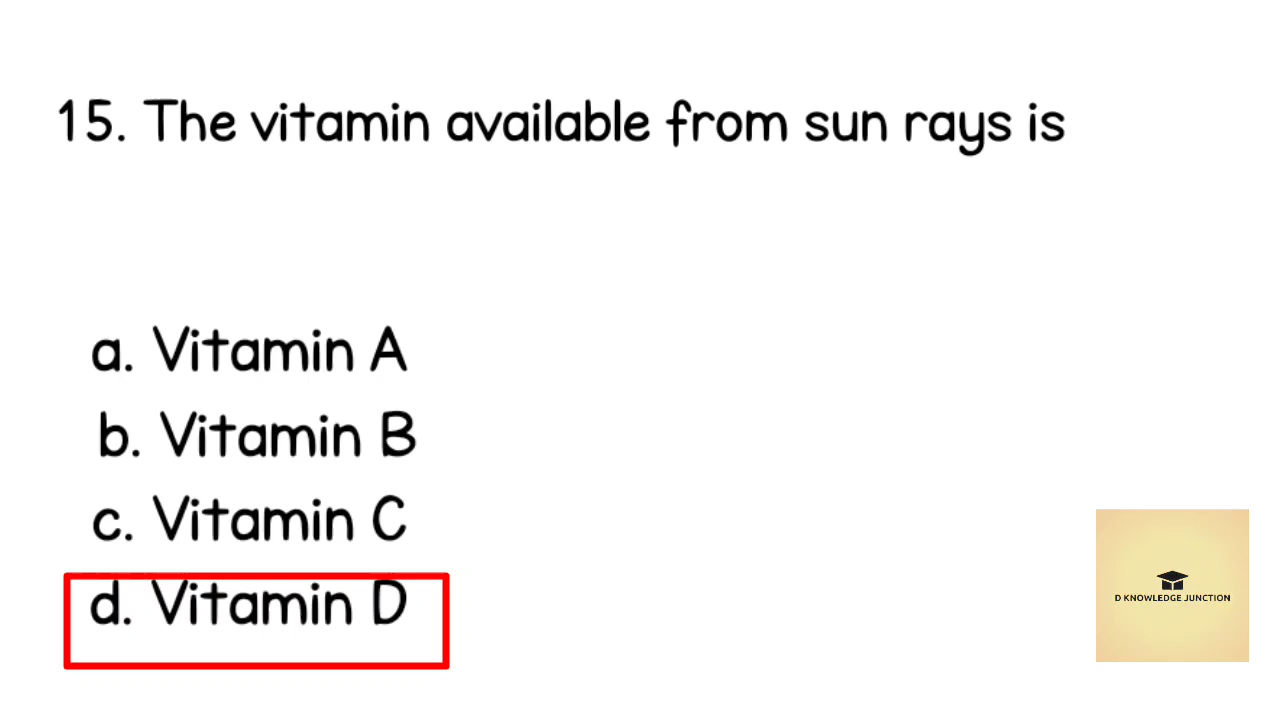 15. The vitamin available from sun rays is
a. Vitamin A
b. Vitamin B
c. Vitamin C
d. Vitamin D
D KNOWLEDGE JUNCTION